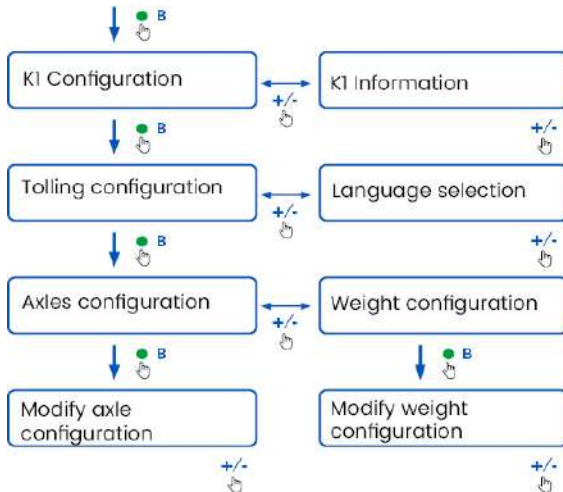 B
K1 Configuration
+/-
K1 Information
B
+/-
Tolling configuration
+/-
Language selection
B
+/-
Axles configuration
+/-
Weight configuration
B
B
Modify axle
configuration
Modify weight
configuration
+/-
+/-